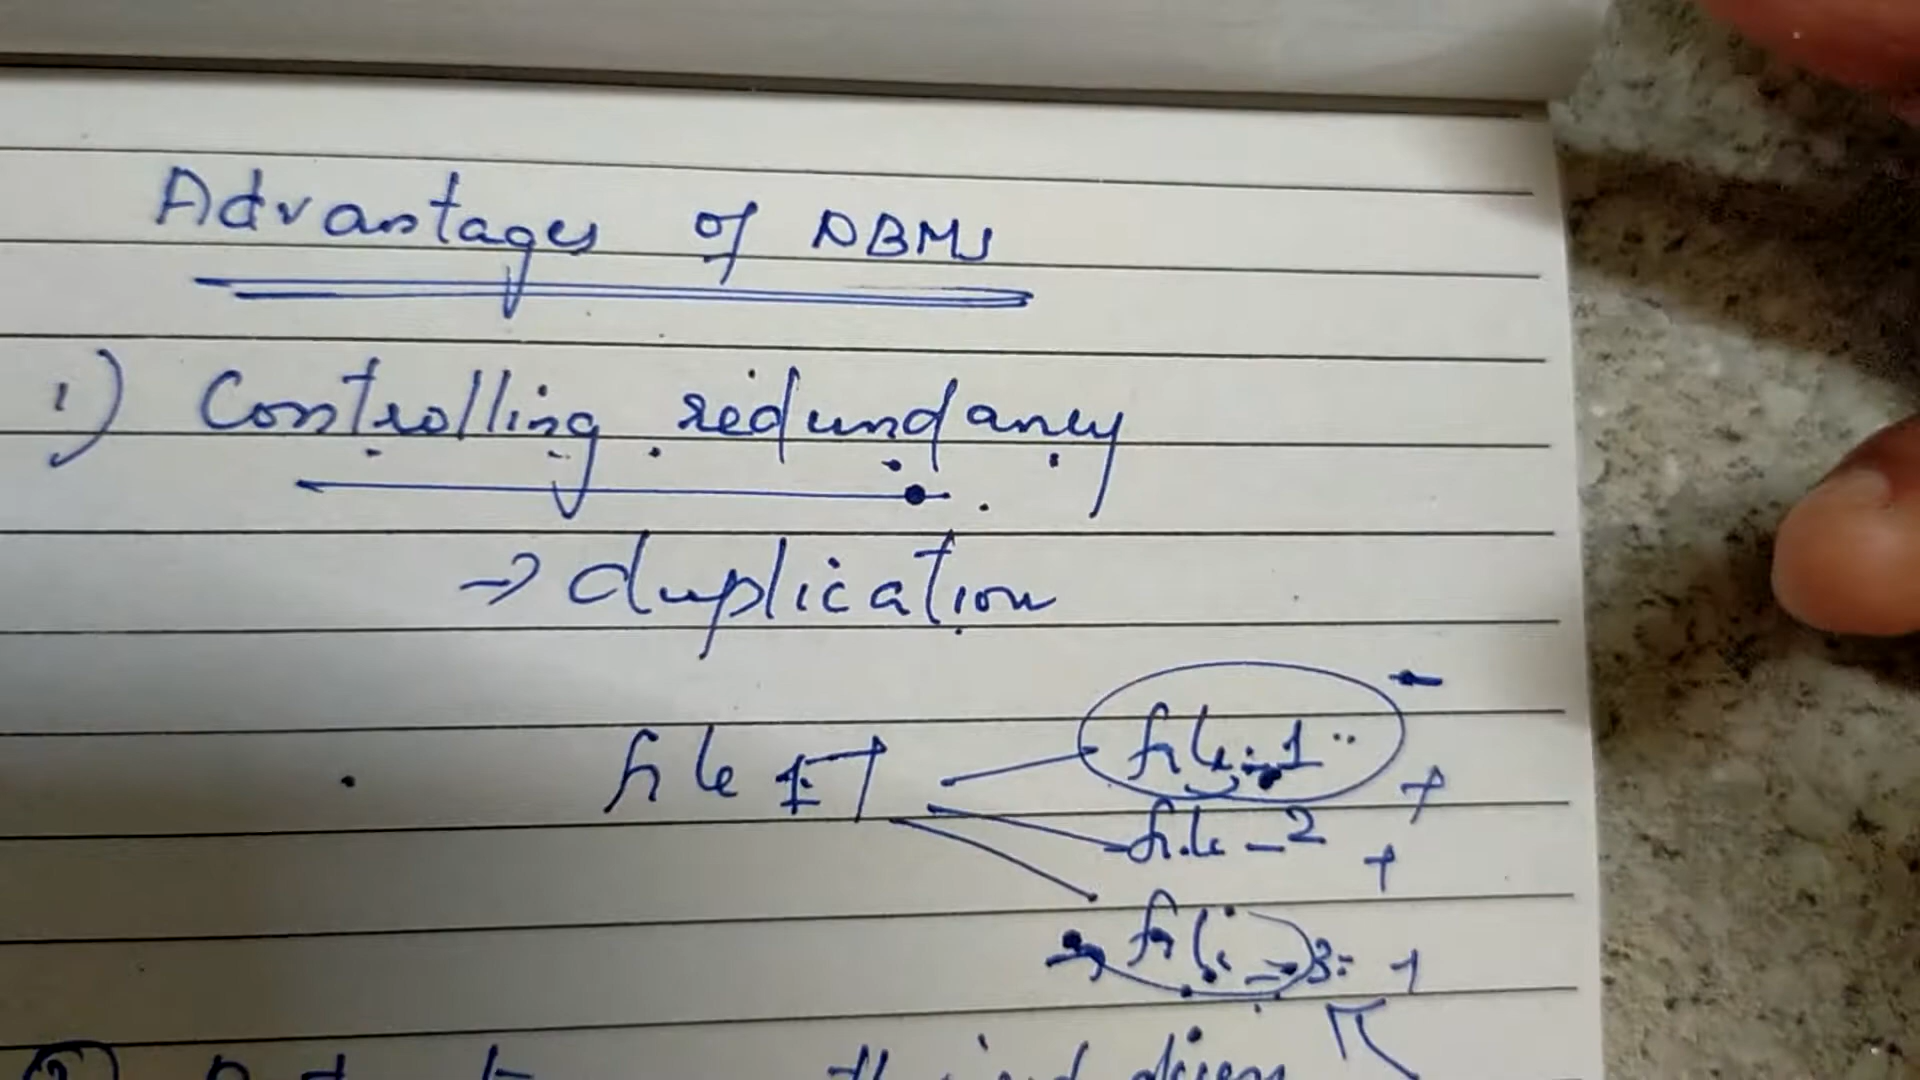 Advantages of DBMS
1) Controlling redundancy
→ duplication
file 1
file-1
file-2
file-3